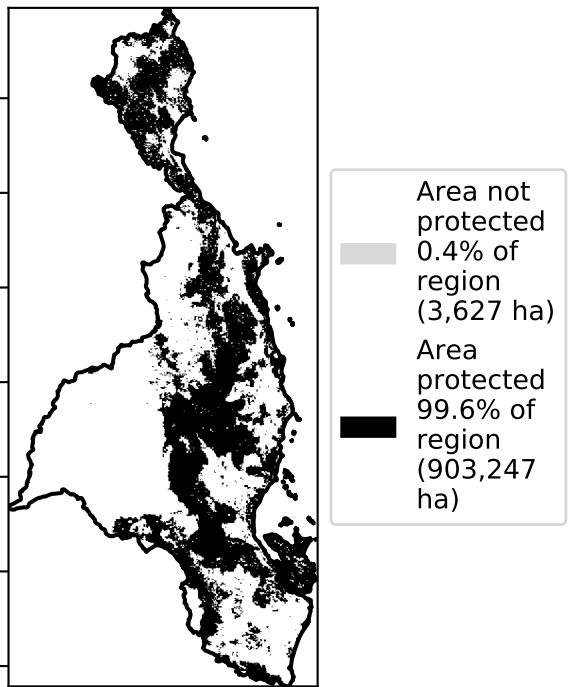 Area not
protected
0.4% of
region
(3,627 ha)
Area
protected
99.6% of
region
(903,247
ha)